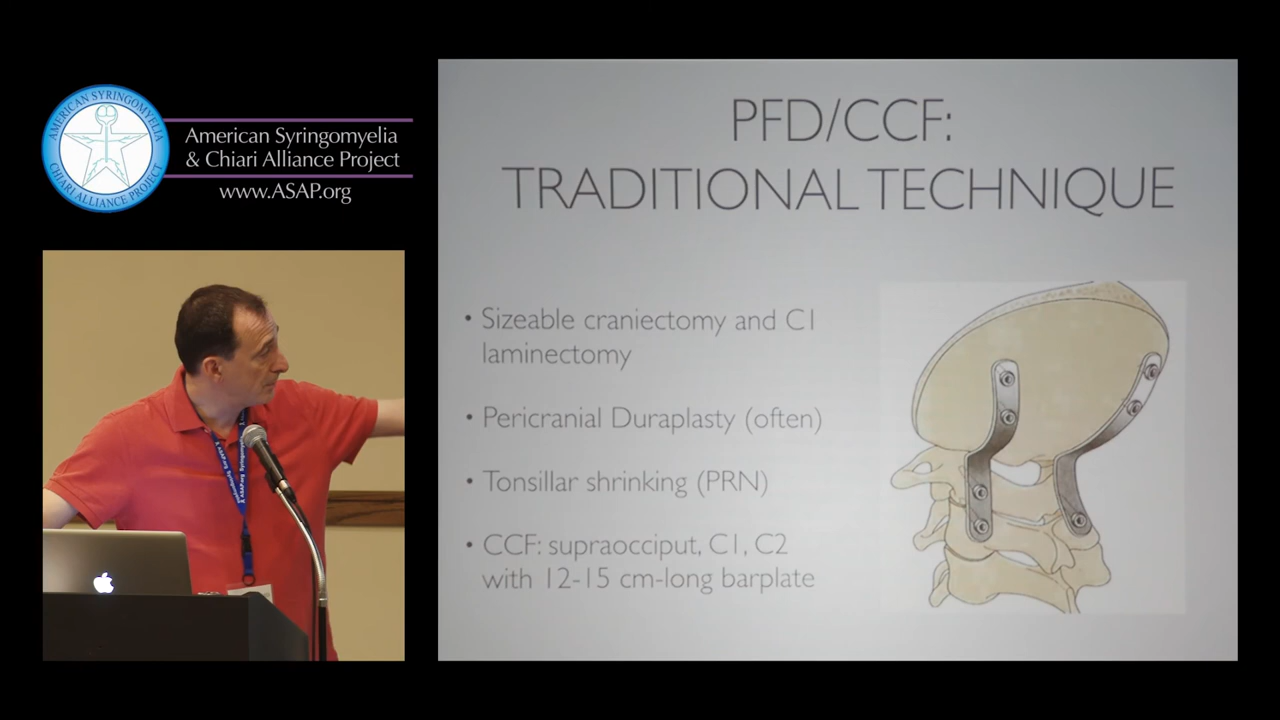 AMERICAN SYRINGOMYELIA
CHIARI ALLIANCE PROJECT
American Syringomyelia
& Chiari Alliance Project
www.ASAP.org
PFD/CCF:
TRADITIONAL TECHNIQUE
• Sizeable craniectomy and C1
laminectomy
• Pericranial Duraplasty (often)
• Tonsillar shrinking (PRN)
• CCF: supraocciput, C1, C2
with 12-15 cm-long barplate